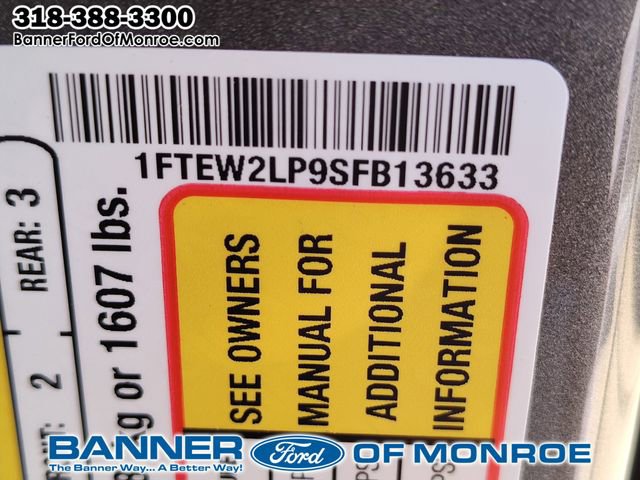 318-388-3300
BannerFordOfMonroe.com
1FTEW2LP9SFB13633
REAR: 3
2
kg or 1607 lbs.
SEE OWNERS
MANUAL FOR
ADDITIONAL
INFORMATION
BANNER Ford OF MONROE
The Banner Way... A Better Way!